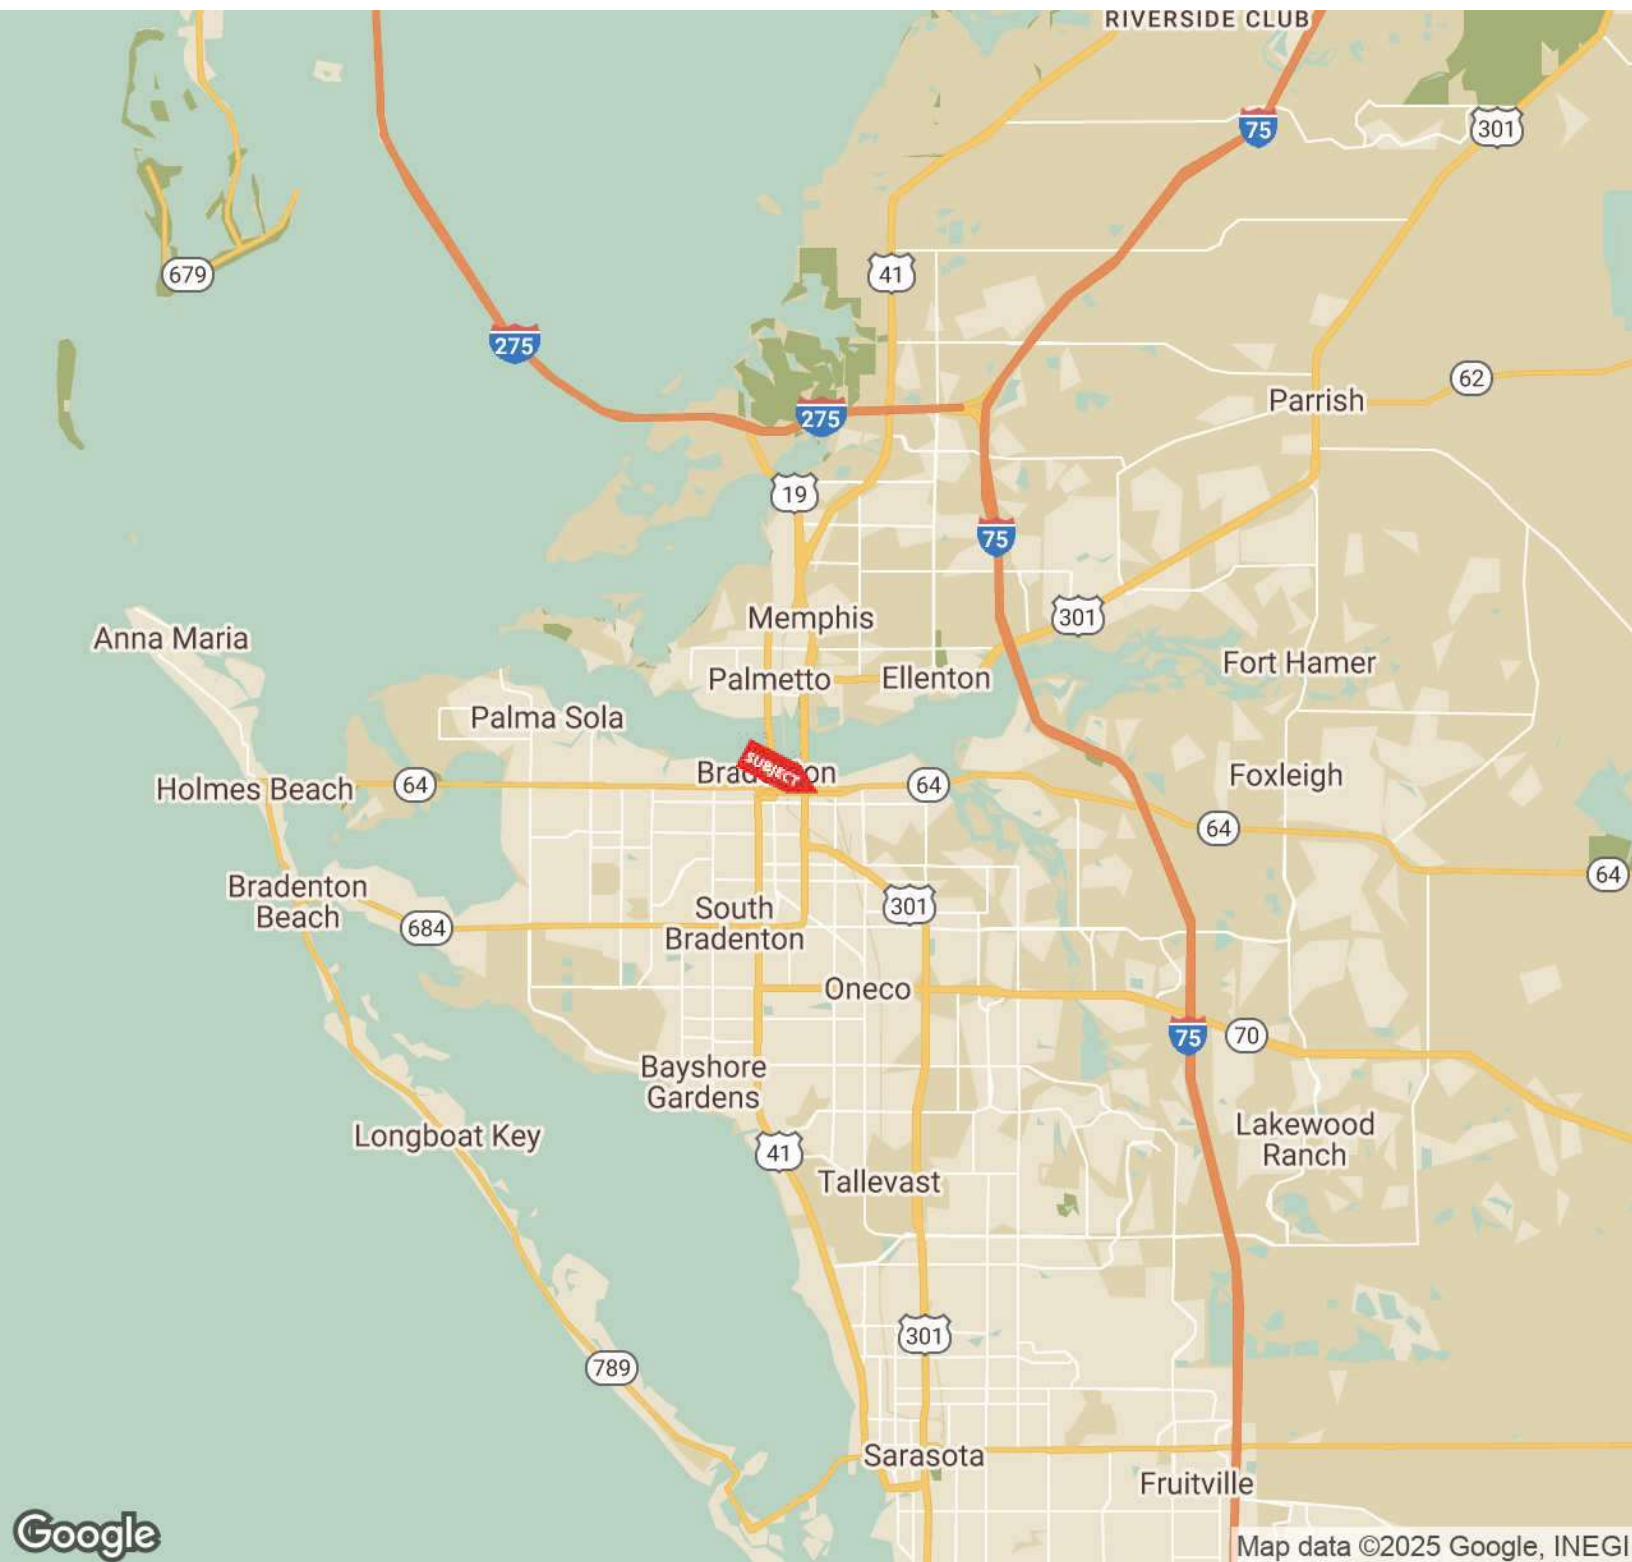 RIVERSIDE CLUB
75
301
679
41
275
62
Parrish
275
19
75
301
Memphis
Anna Maria
Fort Hamer
Palmetto
Ellenton
Palma Sola
Bradenton
SUBJECT
64
64
Holmes Beach
Foxleigh
64
64
Bradenton
Beach
301
South
Bradenton
684
Oneco
75
70
Bayshore
Gardens
Longboat Key
Lakewood
Ranch
41
Tallevast
301
789
Sarasota
Fruitville
Google
Map data ©2025 Google, INEGI